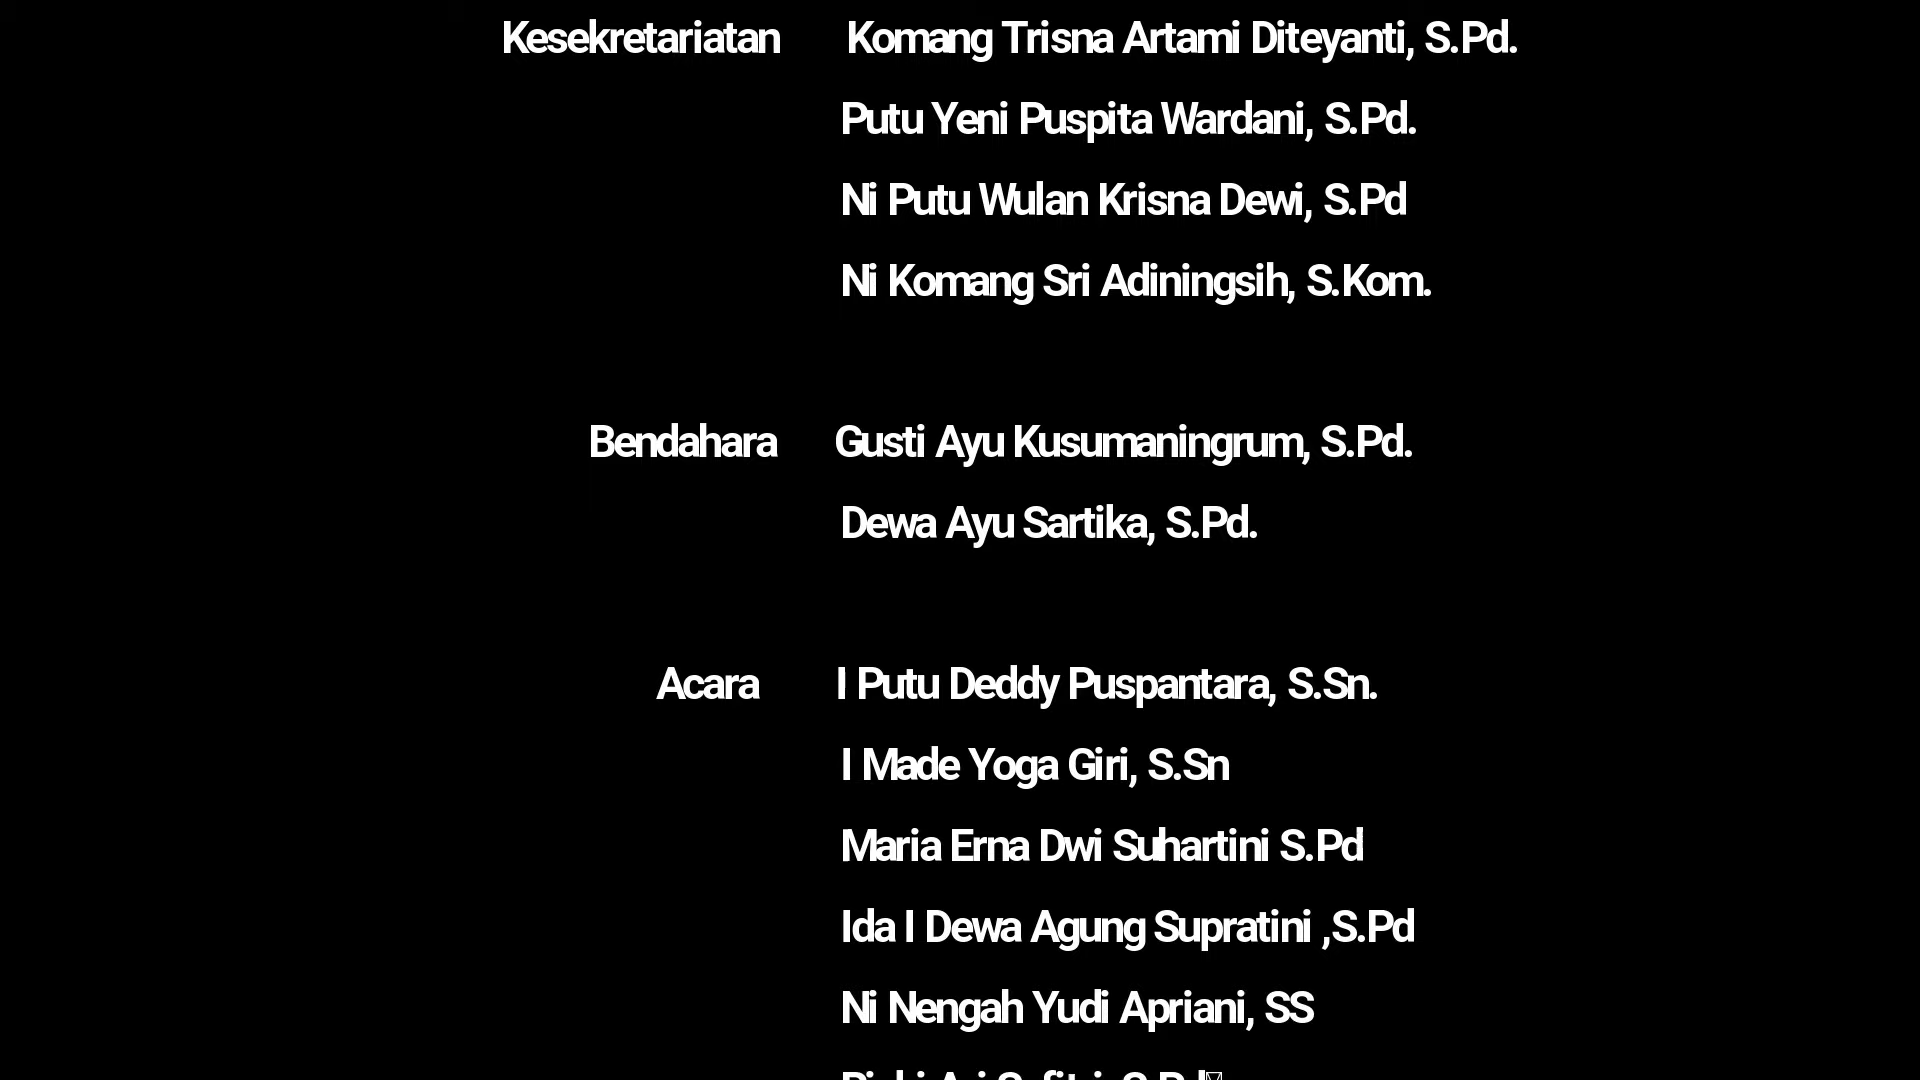 Kesekretariatan Komang Trisna Artami Diteyanti, S.Pd.
Putu Yeni Puspita Wardani, S.Pd.
Ni Putu Wulan Krisna Dewi, S.Pd
Ni Komang Sri Adiningsih, S.Kom.
Bendahara Gusti Ayu Kusumaningrum, S.Pd.
Dewa Ayu Sartika, S.Pd.
Acara I Putu Deddy Puspantara, S.Sn.
I Made Yoga Giri, S.Sn
Maria Erna Dwi Suhartini S.Pd
Ida I Dewa Agung Supratini ,S.Pd
Ni Nengah Yudi Apriani, SS